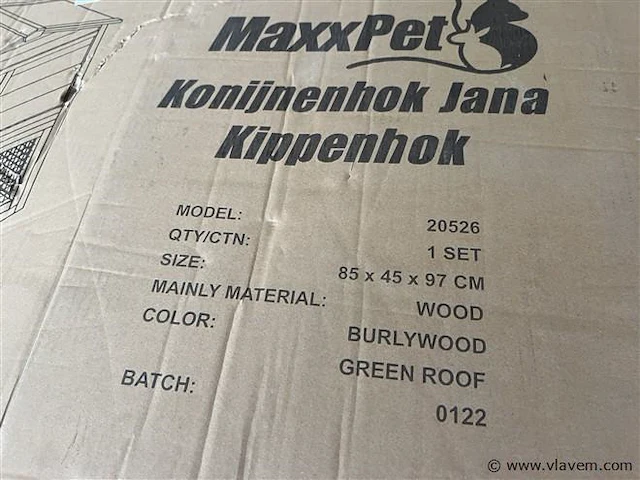 MaxxPet
Konijnenhok Jana
Kippenhok
MODEL: 20526
QTY/CTN: 1 SET
SIZE: 85 x 45 x 97 CM
MAINLY MATERIAL: WOOD
COLOR: BURLYWOOD
GREEN ROOF
BATCH: 0122
© www.vlavem.com